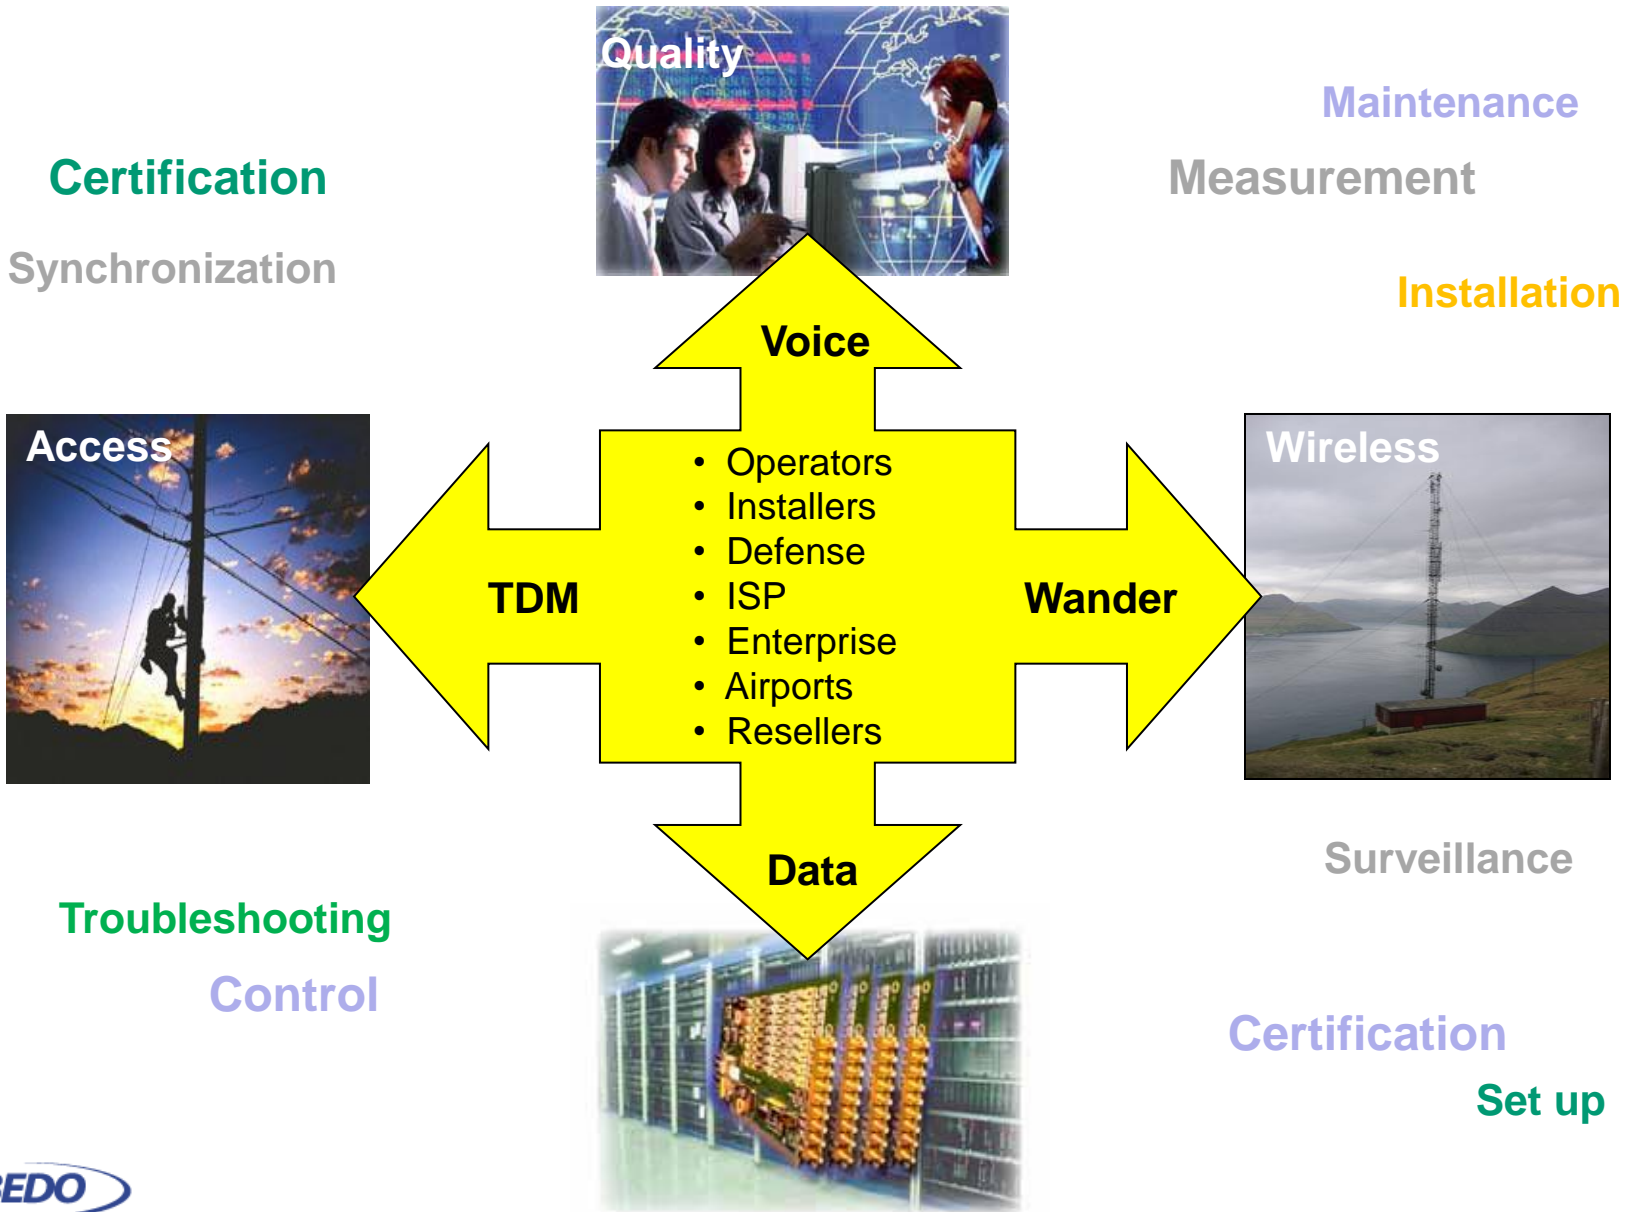 Quality
Maintenance
Certification
Measurement
Synchronization
Installation
Voice
Access
Wireless
• Operators
• Installers
• Defense
• ISP
• Enterprise
• Airports
• Resellers
TDM
Wander
Data
Surveillance
Troubleshooting
Control
Certification
Set up